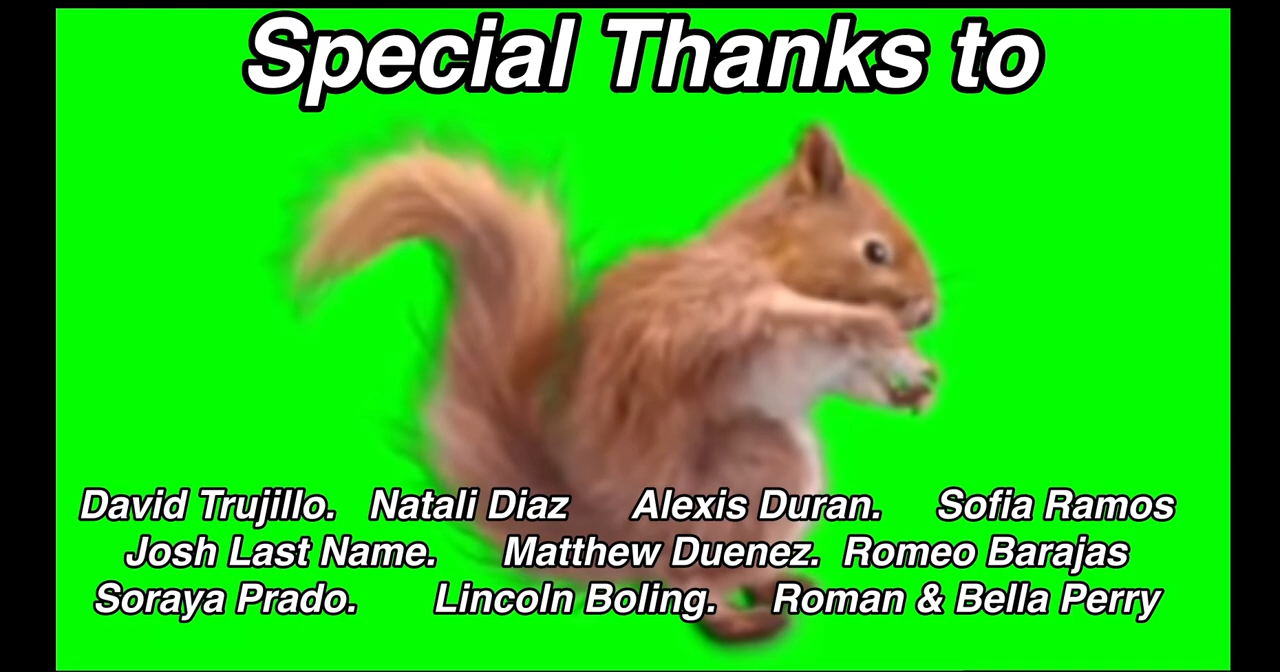 Special Thanks to
David Trujillo. Natali Diaz Alexis Duran. Sofia Ramos
Josh Last Name. Matthew Duenez. Romeo Barajas
Soraya Prado. Lincoln Boling. Roman & Bella Perry